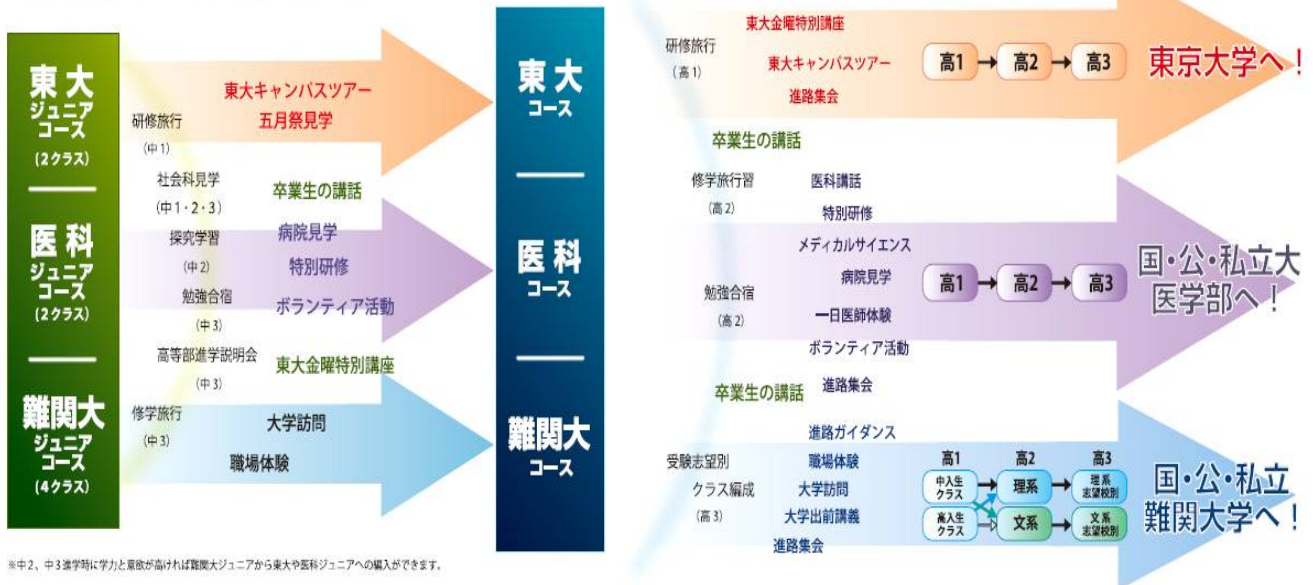 東大
ジュニア
コース
(2クラス)
医科
ジュニア
コース
(2クラス)
難関大
ジュニア
コース
(4クラス)
研修旅行
(中1)
社会科見学
(中1・2・3)
探究学習
(中2)
勉強合宿
(中3)
高等部進学説明会
(中3)
修学旅行
(中3)
東大キャンパスツアー
五月祭見学
卒業生の講話
病院見学
特別研修
ボランティア活動
東大金曜特別講座
大学訪問
職場体験
東大
コース
医科
コース
難関大
コース
研修旅行
(高1)
東大金曜特別講座
東大キャンパスツアー
進路集会
高1
高2
高3
東京大学へ!
卒業生の講話
修学旅行習
(高2)
勉強合宿
(高2)
医科講話
特別研修
メディカルサイエンス
病院見学
一日医師体験
ボランティア活動
進路集会
高1
高2
高3
国・公・私立大
医学部へ!
卒業生の講話
受験志望別
クラス編成
(高3)
進路ガイダンス
職場体験
大学訪問
大学出前講義
進路集会
高1
高2
高3
中入生
クラス
理系
理系
志望校別
高入生
クラス
文系
文系
志望校別
国・公・私立
難関大学へ!
※中2、中3進学時に学力と意欲が高ければ難関大ジュニアから東大や医科ジュニアへの編入ができます。